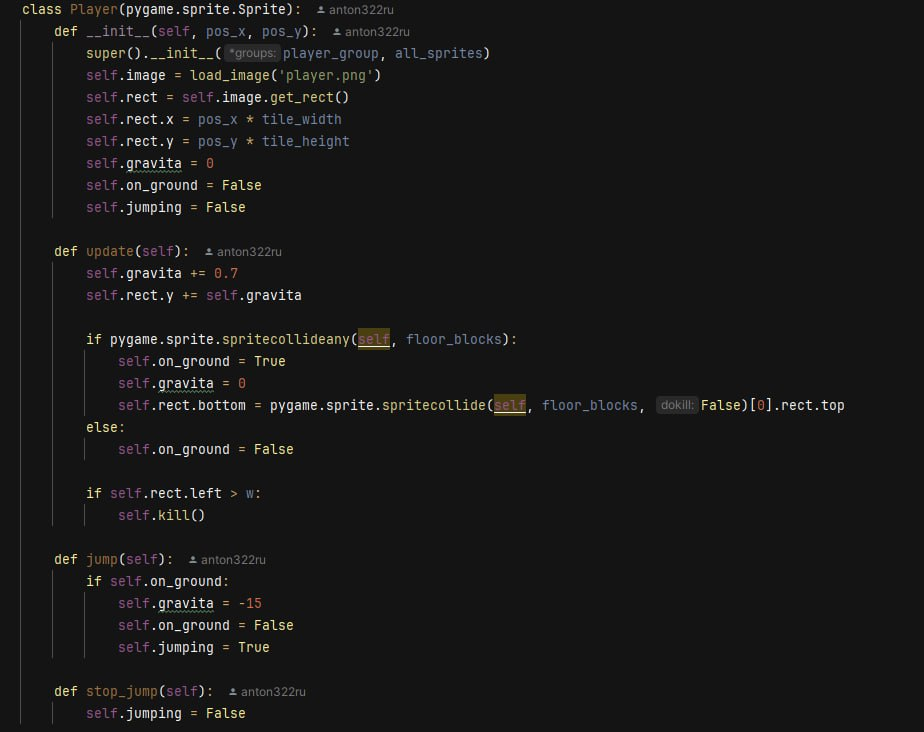 class Player(pygame.sprite.Sprite): anton322ru
    def __init__(self, pos_x, pos_y): anton322ru
        super().__init__( *groups: player_group, all_sprites)
        self.image = load_image('player.png')
        self.rect = self.image.get_rect()
        self.rect.x = pos_x * tile_width
        self.rect.y = pos_y * tile_height
        self.gravita = 0
        self.on_ground = False
        self.jumping = False
    def update(self): anton322ru
        self.gravita += 0.7
        self.rect.y += self.gravita
        if pygame.sprite.spritecollideany(self, floor_blocks):
            self.on_ground = True
            self.gravita = 0
            self.rect.bottom = pygame.sprite.spritecollide(self, floor_blocks, dokill: False)[0].rect.top
        else:
            self.on_ground = False
        if self.rect.left > w:
            self.kill()
    def jump(self): anton322ru
        if self.on_ground:
            self.gravita = -15
            self.on_ground = False
            self.jumping = True
    def stop_jump(self): anton322ru
        self.jumping = False